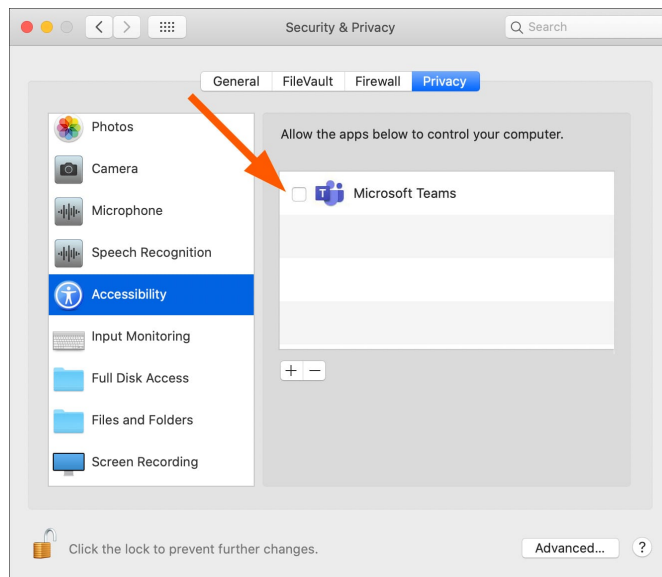 Security & Privacy
Search
General
FileVault
Firewall
Privacy
Photos
Camera
Microphone
Speech Recognition
Accessibility
Input Monitoring
Full Disk Access
Files and Folders
Screen Recording
Allow the apps below to control your computer.
T
Microsoft Teams
+ −
Click the lock to prevent further changes.
Advanced...
?